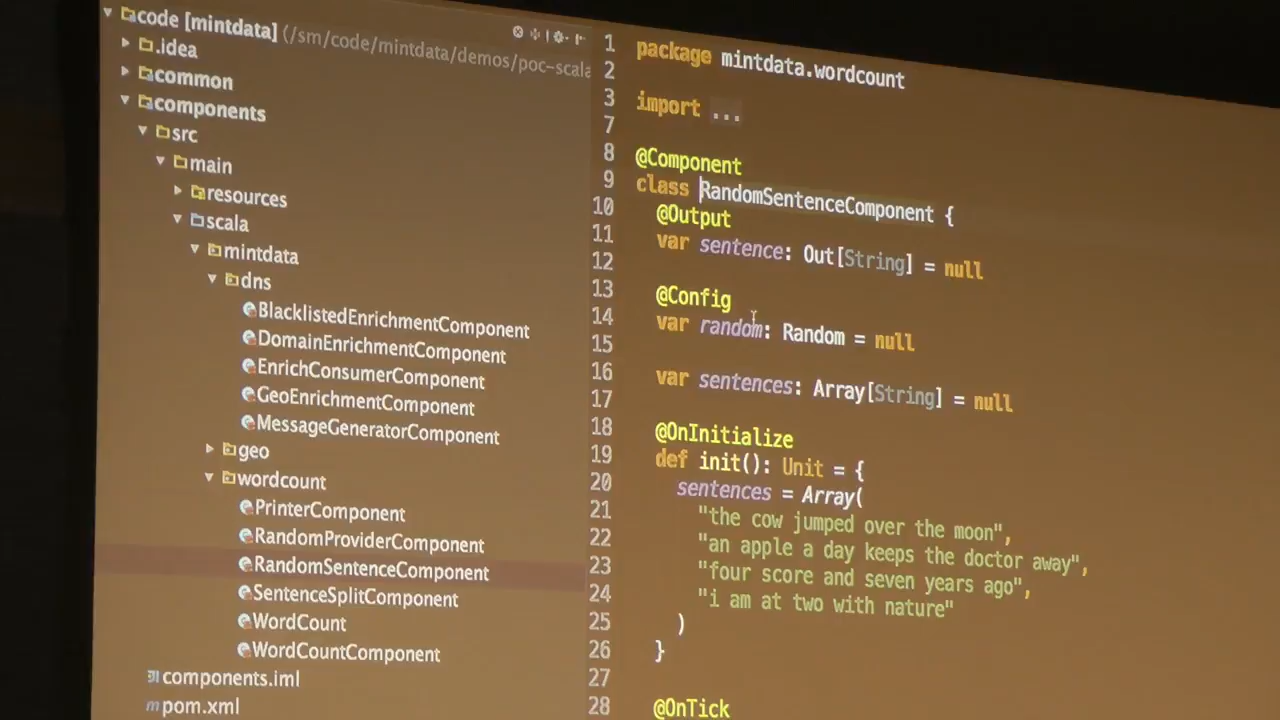 code [mintdata] (/sm/code/mintdata/demos/poc-scala
.idea
common
components
src
main
resources
scala
mintdata
dns
BlacklistedEnrichmentComponent
DomainEnrichmentComponent
EnrichConsumerComponent
GeoEnrichmentComponent
MessageGeneratorComponent
geo
wordcount
PrinterComponent
RandomProviderComponent
RandomSentenceComponent
SentenceSplitComponent
WordCount
WordCountComponent
components.iml
pom.xml
1 package mintdata.wordcount
2
3 import ...
7
8 @Component
9 class RandomSentenceComponent {
10 @Output
11 var sentence: Out[String] = null
12
13 @Config
14 var random: Random = null
15
16 var sentences: Array[String] = null
17
18 @OnInitialize
19 def init(): Unit = {
20 sentences = Array(
21 "the cow jumped over the moon",
22 "an apple a day keeps the doctor away",
23 "four score and seven years ago",
24 "i am at two with nature"
25 )
26 }
27
28 @OnTick